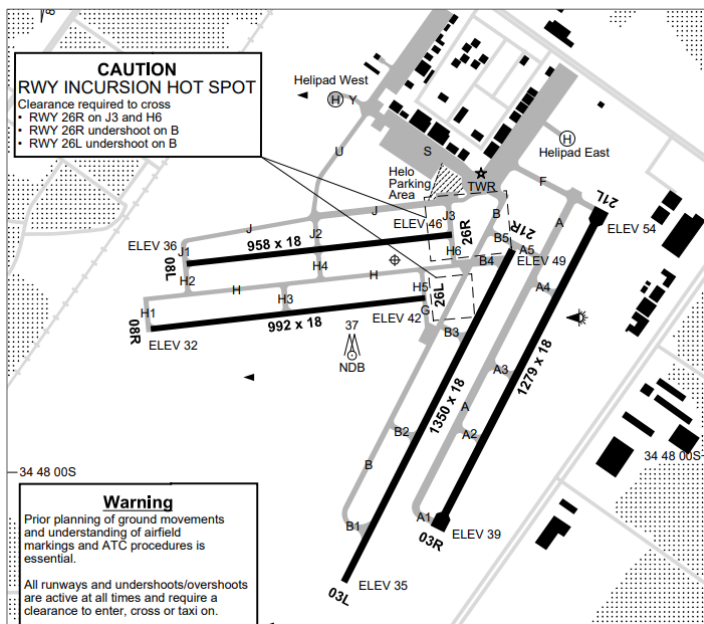 8
CAUTION
RWY INCURSION HOT SPOT
Clearance required to cross
• RWY 26R on J3 and H6
• RWY 26R undershoot on B
• RWY 26L undershoot on B
Helipad West
H Y
U
S
Helo
Parking
Area
TWR
H
Helipad East
F
21L
ELEV 54
J
J
J3
B
A
ELEV 46
26R
21R
ELEV 36
J1
J2
958 x 18
H6
B5
A5
ELEV 49
08L
H2
H4
B4
H
H
H5
26L
A4
H1
H3
G
08R
992 x 18
ELEV 42
ELEV 32
37
NDB
B3
A3
1279 x 18
1350 x 18
A
A2
B2
34 48 00S
34 48 00S
B
B1
A1
03R
ELEV 39
03L
ELEV 35
Warning
Prior planning of ground movements
and understanding of airfield
markings and ATC procedures is
essential.
All runways and undershoots/overshoots
are active at all times and require a
clearance to enter, cross or taxi on.